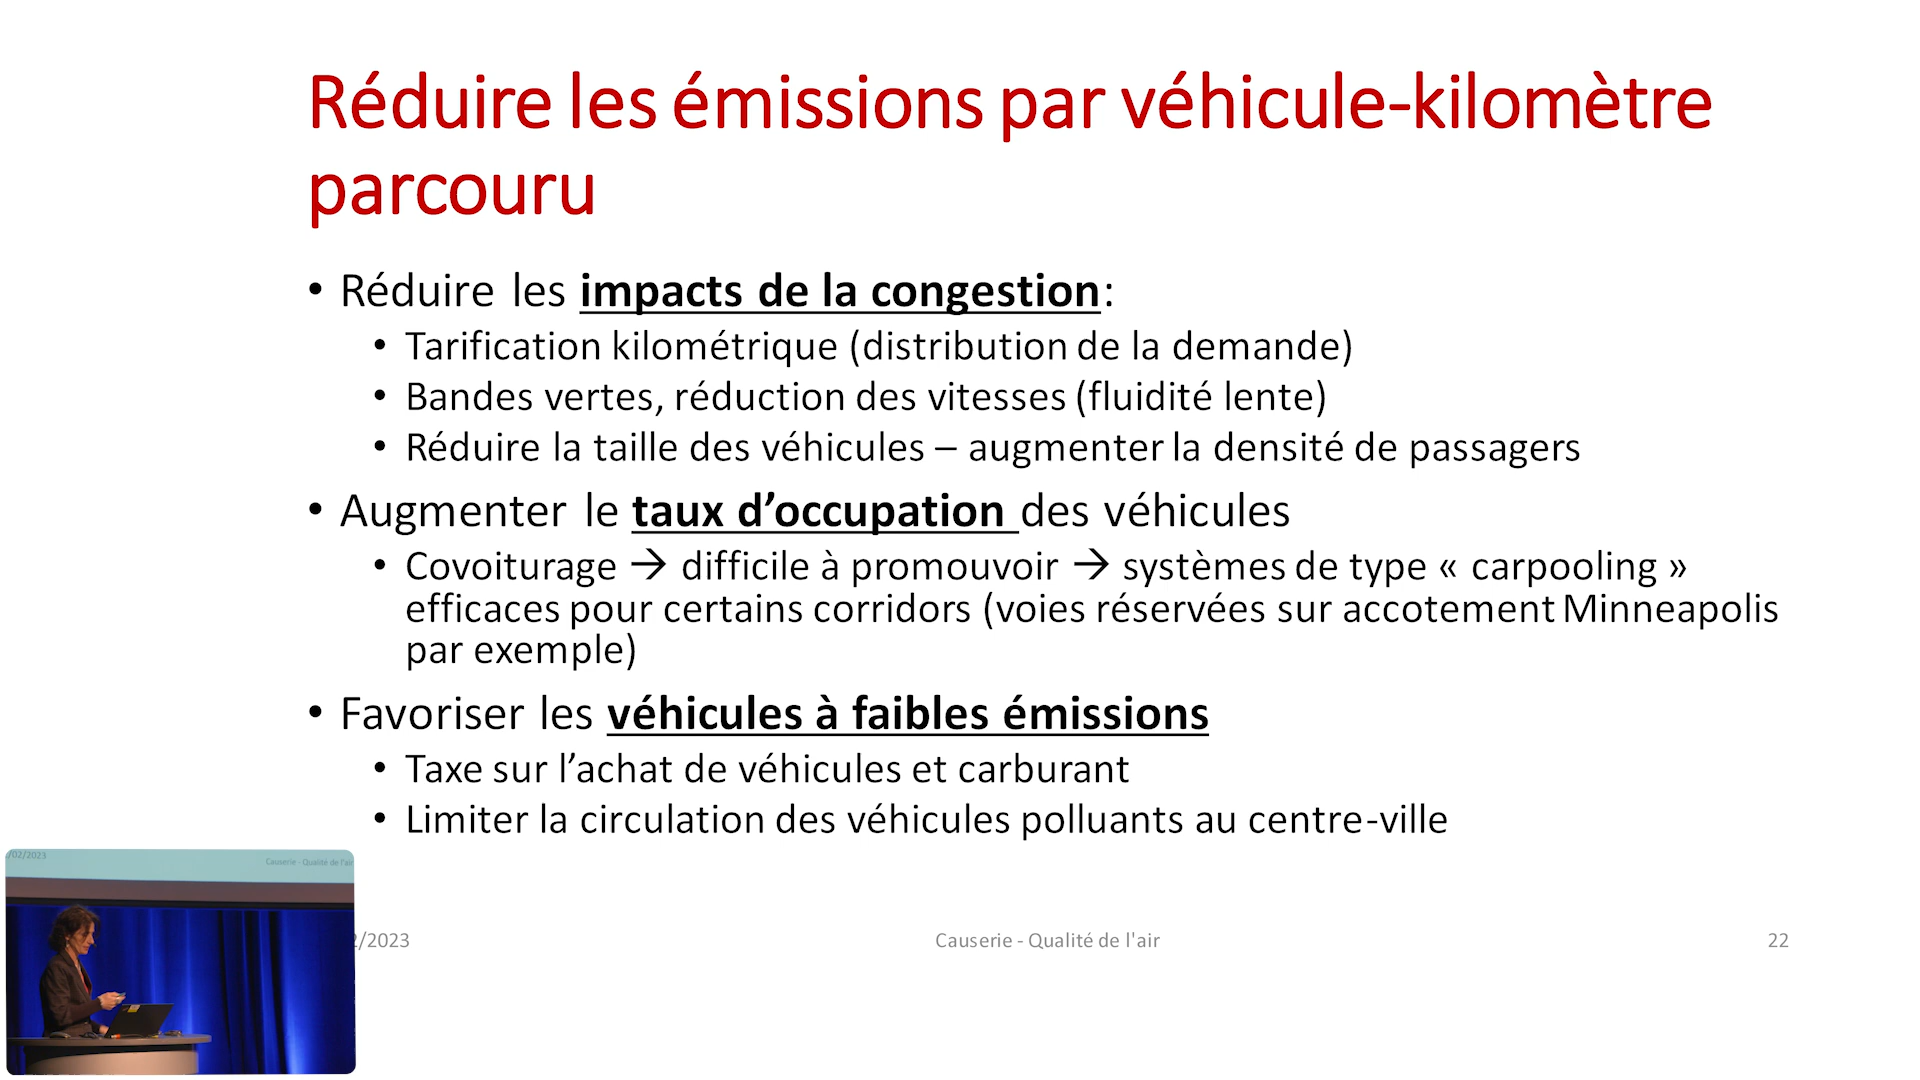 Réduire les émissions par véhicule-kilomètre
parcouru
• Réduire les impacts de la congestion:
• Tarification kilométrique (distribution de la demande)
• Bandes vertes, réduction des vitesses (fluidité lente)
• Réduire la taille des véhicules – augmenter la densité de passagers
• Augmenter le taux d’occupation des véhicules
• Covoiturage → difficile à promouvoir → systèmes de type « carpooling »
efficaces pour certains corridors (voies réservées sur accotement Minneapolis
par exemple)
• Favoriser les véhicules à faibles émissions
• Taxe sur l’achat de véhicules et carburant
• Limiter la circulation des véhicules polluants au centre-ville
/02/2023
Causerie - Qualité de l'air
2/2023
Causerie - Qualité de l'air
22